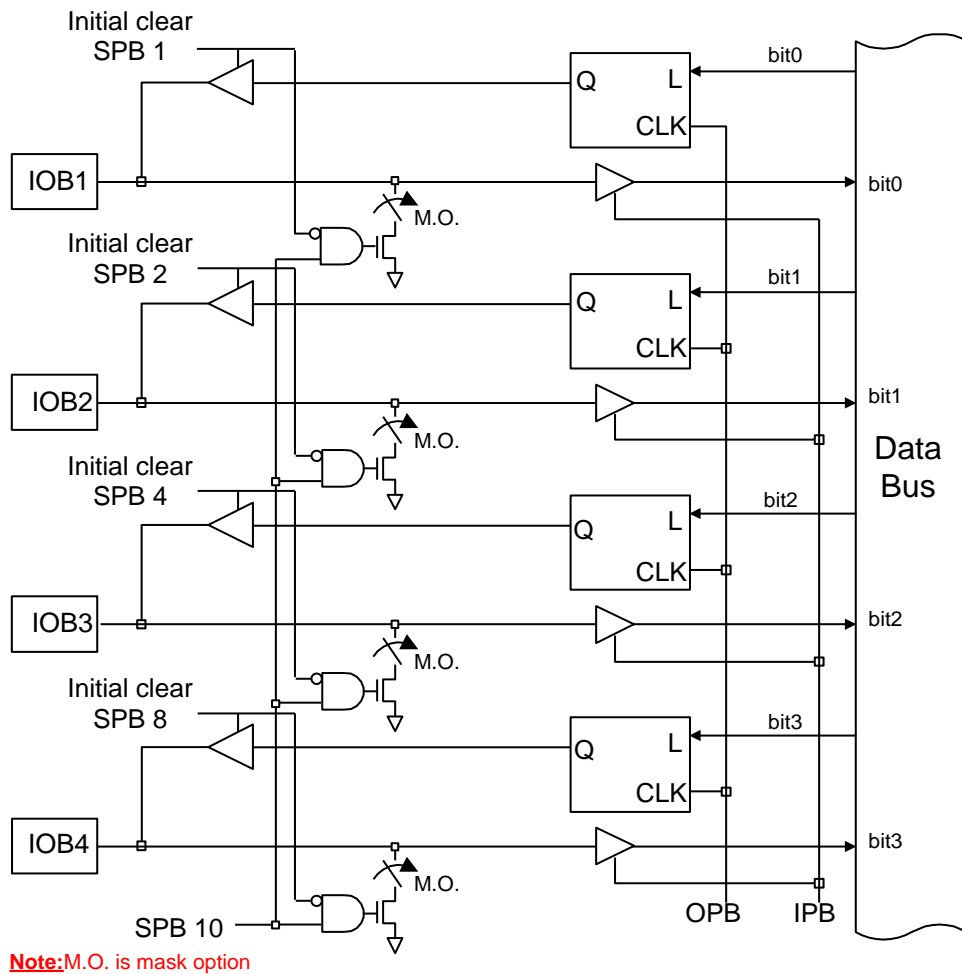 Initial clear
SPB 1
Q
L
CLK
bit0
IOB1
M.O.
bit0
Initial clear
SPB 2
Q
L
CLK
bit1
IOB2
M.O.
bit1
Data
Bus
Initial clear
SPB 4
Q
L
CLK
bit2
IOB3
M.O.
bit2
Initial clear
SPB 8
Q
L
CLK
bit3
IOB4
M.O.
bit3
SPB 10
OPB
IPB
Note:M.O. is mask option